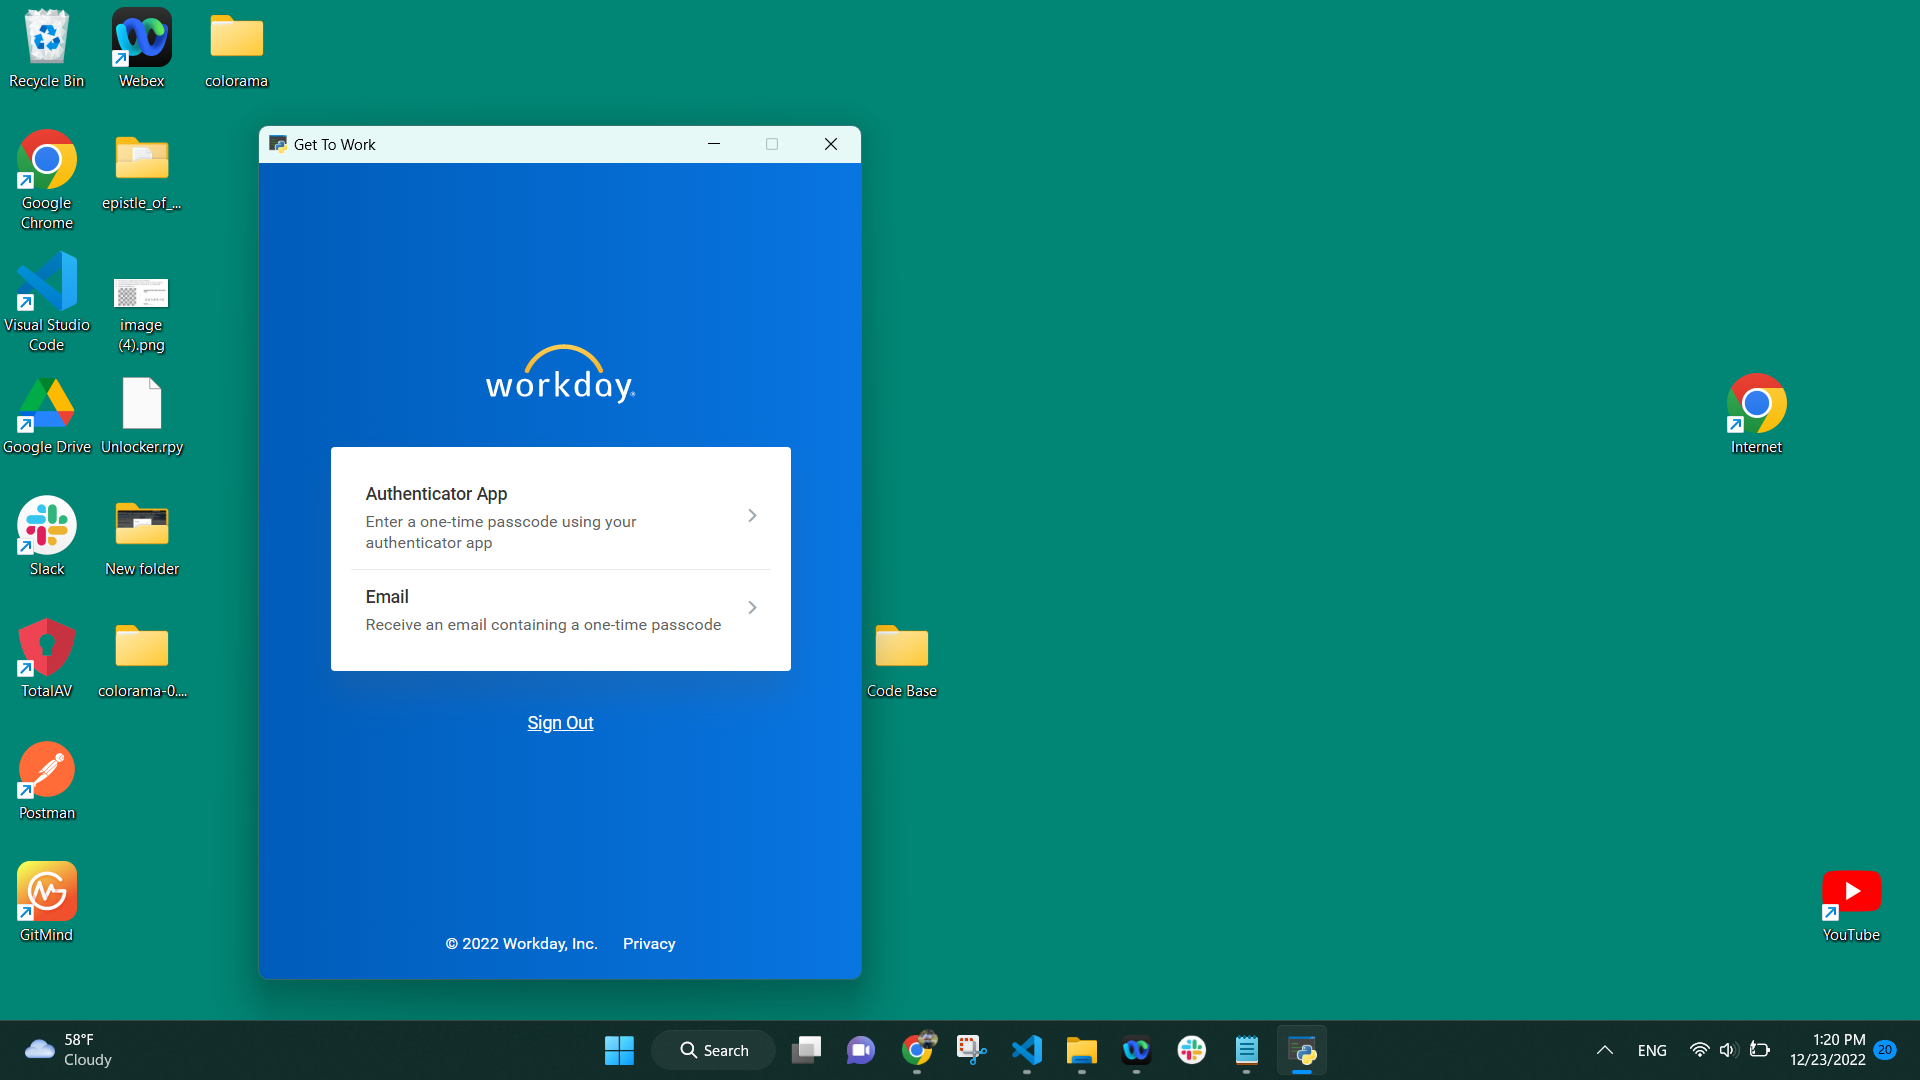 Recycle Bin
Webex
colorama
Google
Chrome
epistle_of_...
Visual Studio
Code
image
(4).png
Google Drive
Unlocker.rpy
Slack
New folder
TotalAV
colorama-0....
Postman
GitMind
Get To Work
workday
Authenticator App
Enter a one-time passcode using your
authenticator app
Email
Receive an email containing a one-time passcode
Sign Out
© 2022 Workday, Inc. Privacy
Code Base
Internet
YouTube
58°F
Cloudy
Search
ENG
1:20 PM
12/23/2022
20